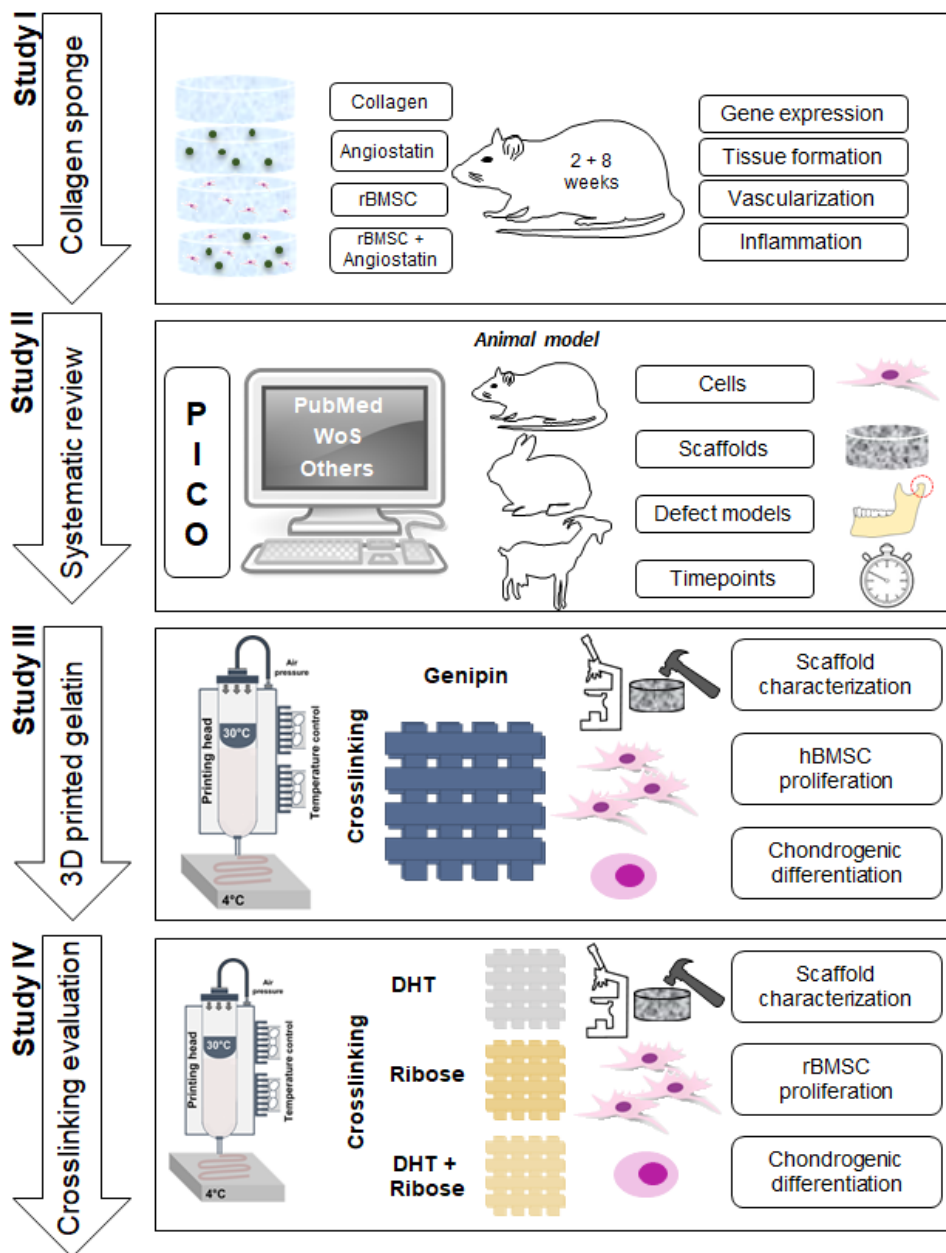 Study I
Collagen sponge
Collagen
Angiostatin
rBMSC
rBMSC +
Angiostatin
2 + 8
weeks
Gene expression
Tissue formation
Vascularization
Inflammation
Study II
Systematic review
P
I
C
O
PubMed
WoS
Others
Animal model
Cells
Scaffolds
Defect models
Timepoints
Study III
3D printed gelatin
Air
pressure
30°C
Printing head
Temperature control
4°C
Crosslinking
Genipin
Scaffold
characterization
hBMSC
proliferation
Chondrogenic
differentiation
Study IV
Crosslinking evaluation
Air
pressure
30°C
Printing head
Temperature control
4°C
Crosslinking
DHT
Ribose
DHT +
Ribose
Scaffold
characterization
rBMSC
proliferation
Chondrogenic
differentiation